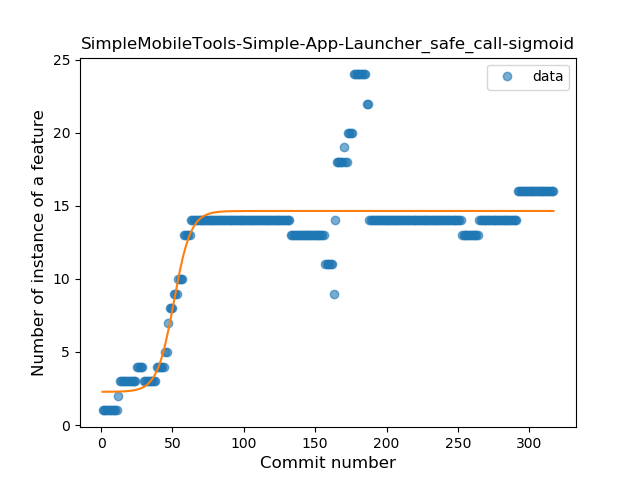 SimpleMobileTools-Simple-App-Launcher_safe_call-sigmoid
data
Number of instance of a feature
25
20
15
10
5
0
0 50 100 150 200 250 300
Commit number